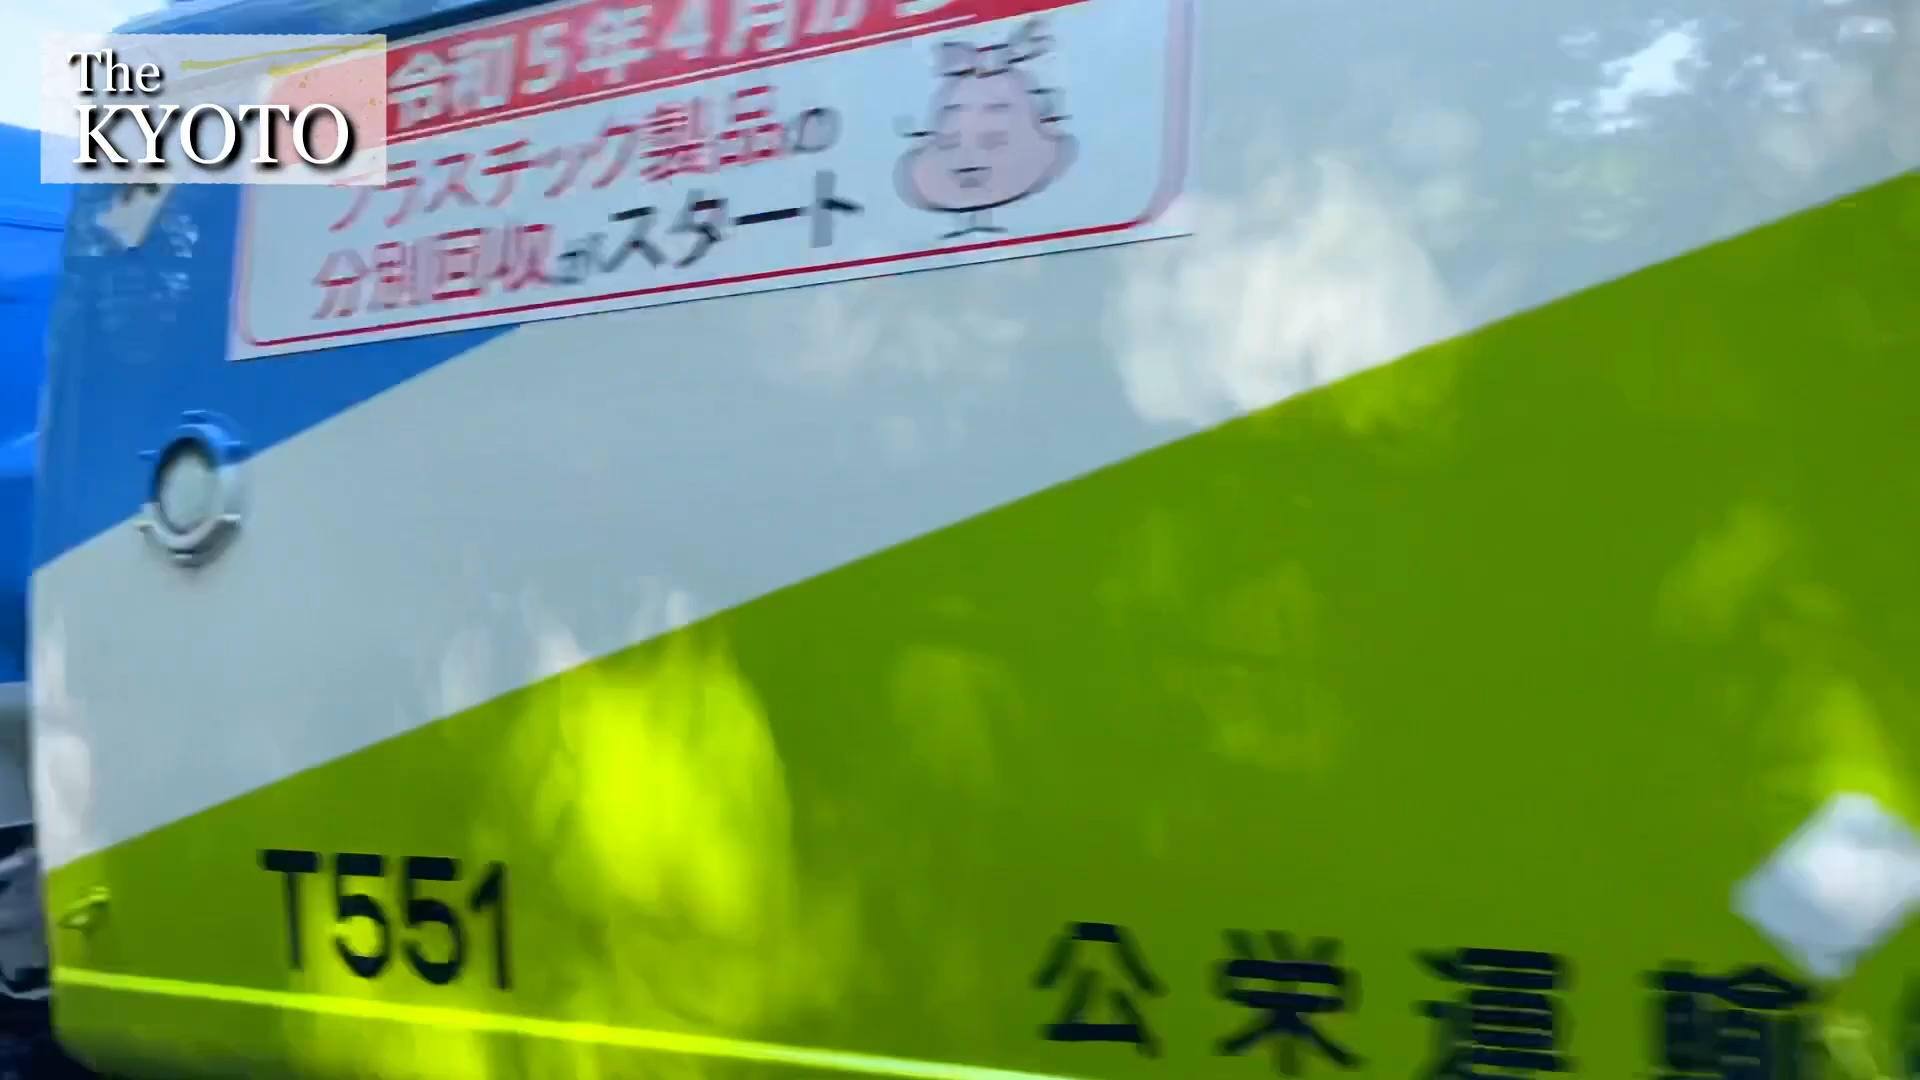 The
KYOTO
令和5年4月から
プラスチック製品の
分別回収がスタート
T551
公栄運輸